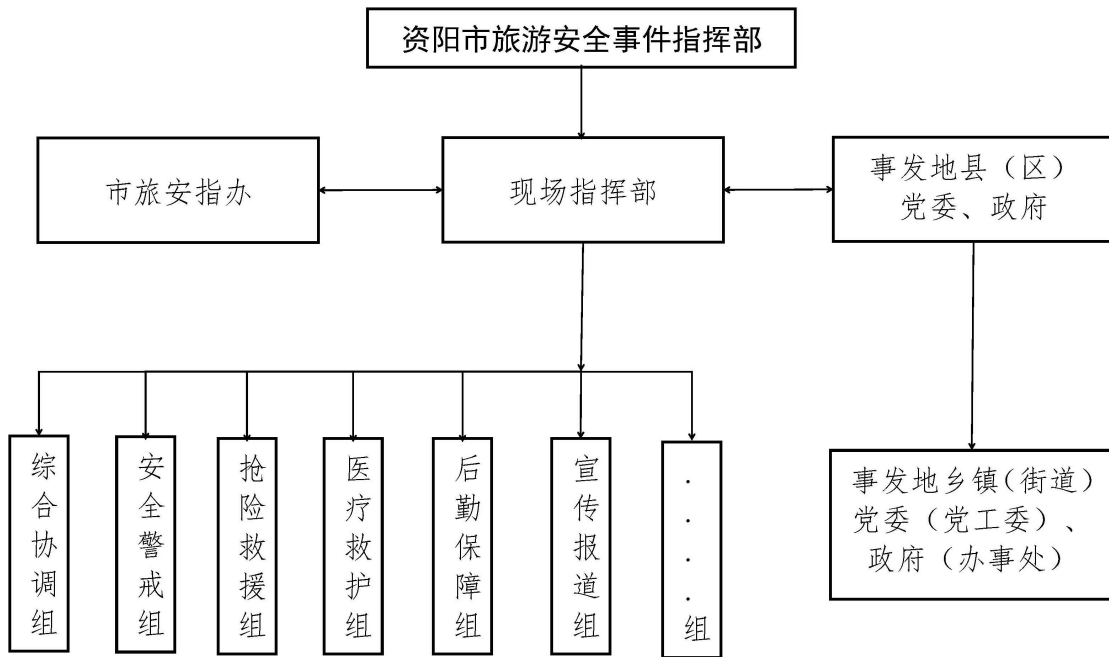 资阳市旅游安全事件指挥部
市旅安指办
现场指挥部
事发地县（区）
党委、政府
综合协调组
安全警戒组
抢险救援组
医疗救护组
后勤保障组
宣传报道组
....组
事发地乡镇（街道）
党委（党工委）、
政府（办事处）